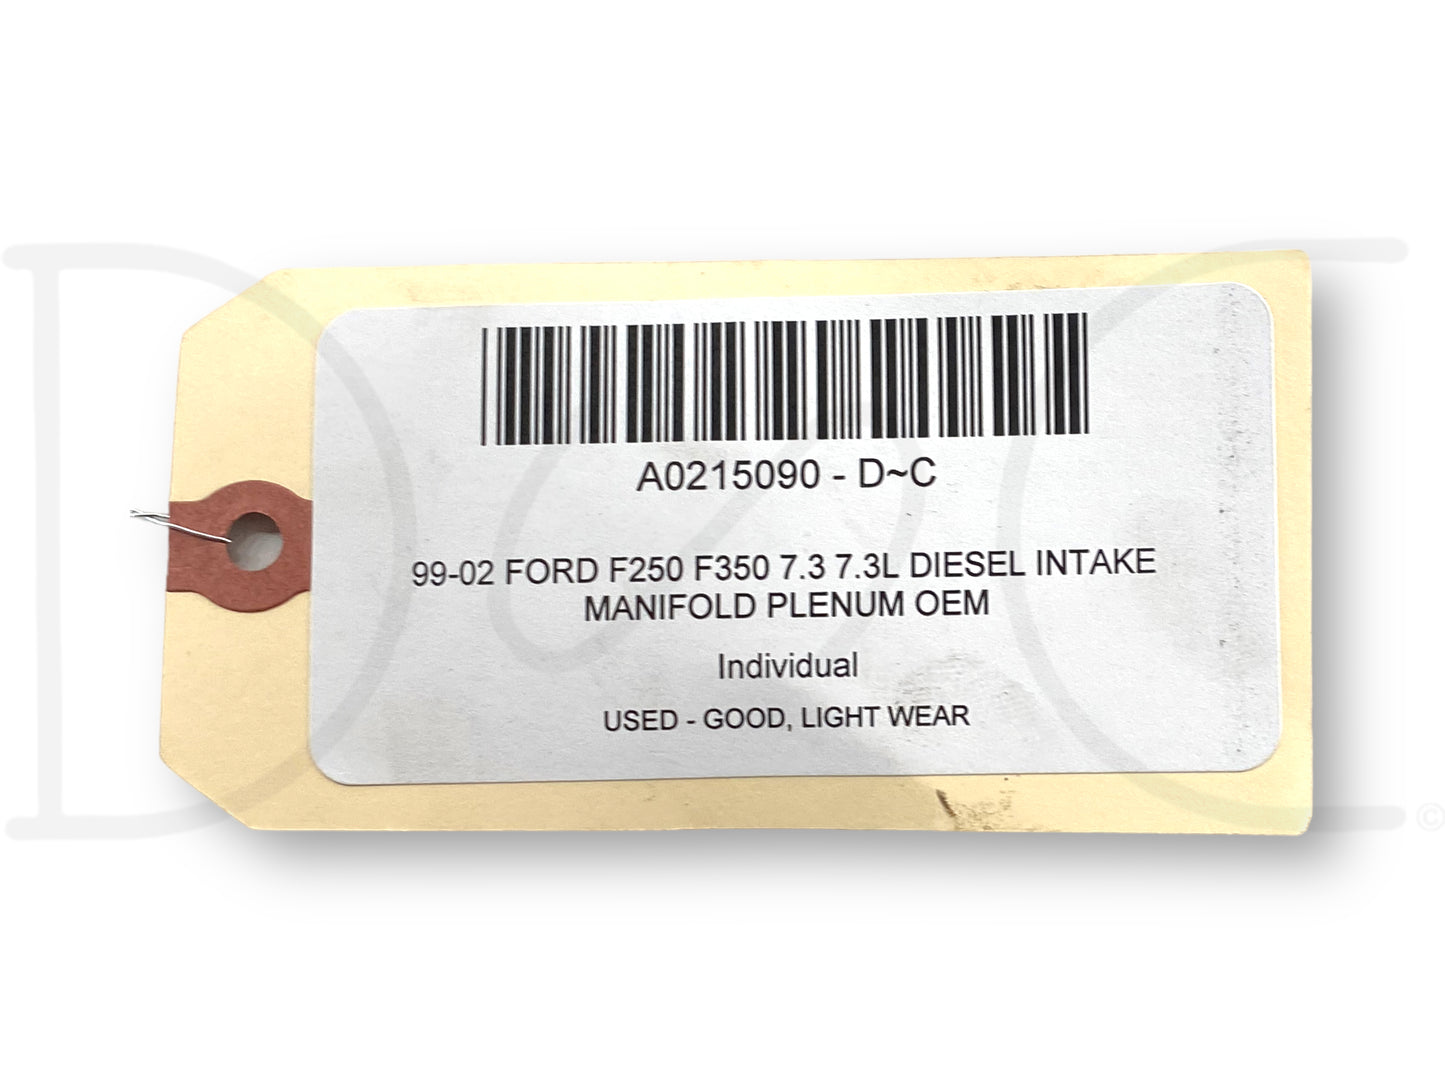 A0215090 - D~C
99-02 FORD F250 F350 7.3 7.3L DIESEL INTAKE
MANIFOLD PLENUM OEM
Individual
USED - GOOD, LIGHT WEAR
D~C ©